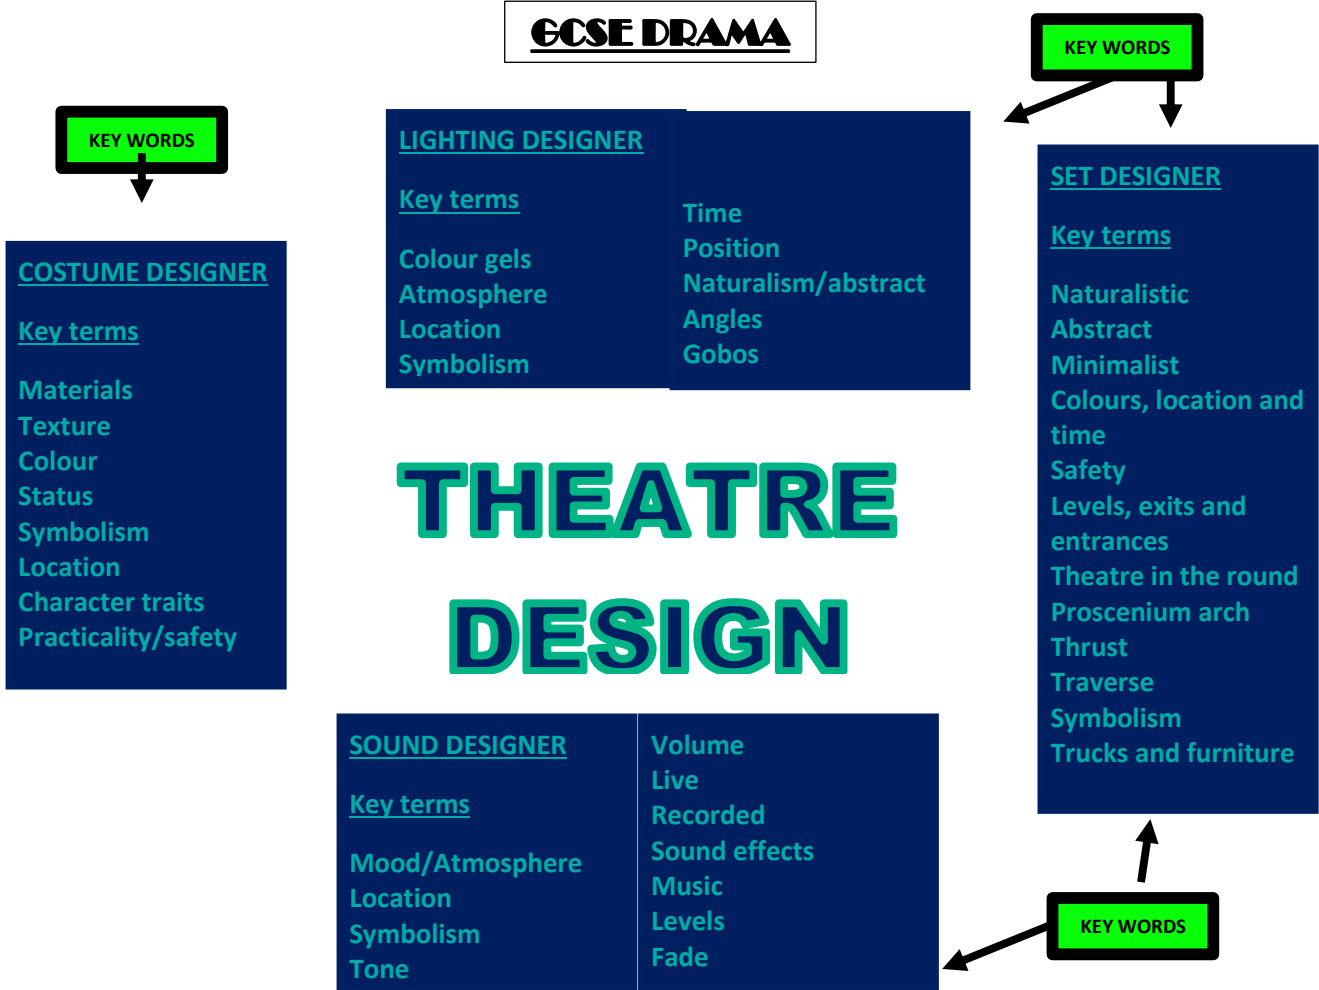 GCSE DRAMA
KEY WORDS
KEY WORDS
LIGHTING DESIGNER
Key terms
Colour gels
Atmosphere
Location
Symbolism
Time
Position
Naturalism/abstract
Angles
Gobos
SET DESIGNER
Key terms
Naturalistic
Abstract
Minimalist
Colours, location and
time
Safety
Levels, exits and
entrances
Theatre in the round
Proscenium arch
Thrust
Traverse
Symbolism
Trucks and furniture
COSTUME DESIGNER
Key terms
Materials
Texture
Colour
Status
Symbolism
Location
Character traits
Practicality/safety
THEATRE
DESIGN
SOUND DESIGNER
Key terms
Mood/Atmosphere
Location
Symbolism
Tone
Volume
Live
Recorded
Sound effects
Music
Levels
Fade
KEY WORDS